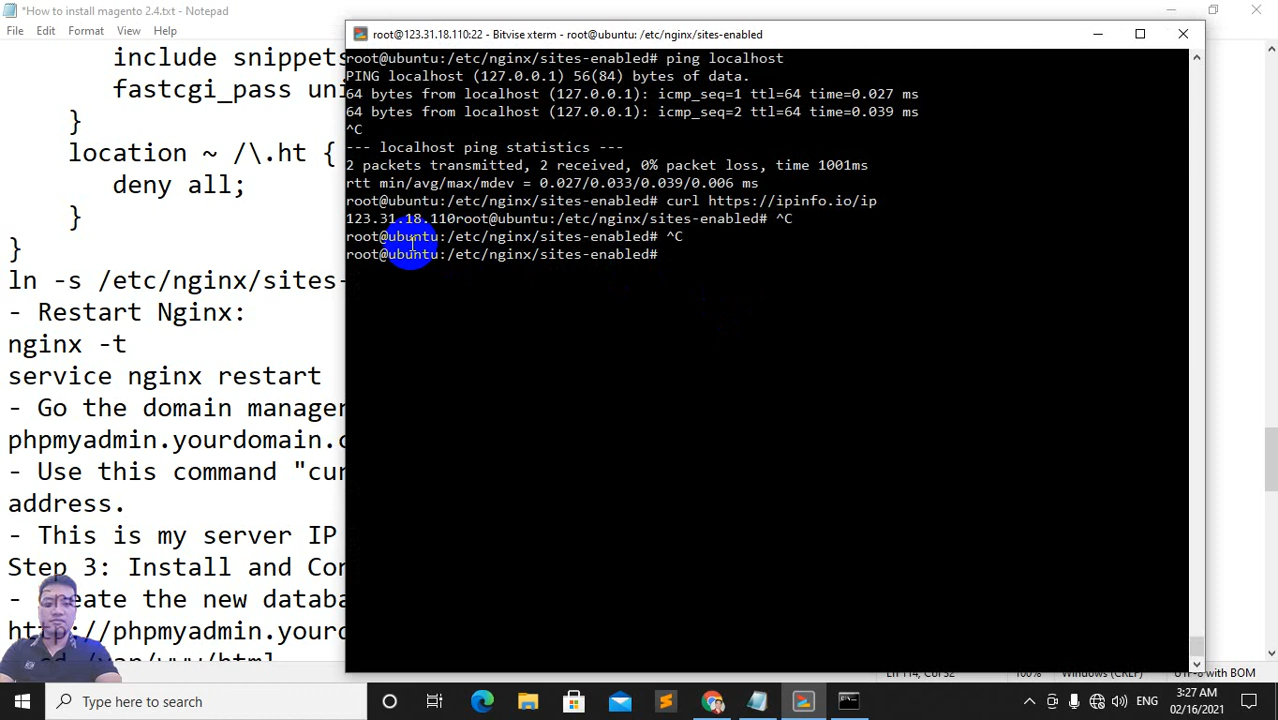 *How to install magento 2.4.txt - Notepad
File Edit Format View Help
include snippets
fastcgi_pass uni
}
location ~ /\.ht {
deny all;
}
}
ln -s /etc/nginx/sites-
- Restart Nginx:
nginx -t
service nginx restart
- Go the domain manager
phpmyadmin.yourdomain.c
- Use this command "cur
address.
- This is my server IP
Step 3: Install and Con
- Create the new databa
http://phpmyadmin.yourd
cd /var/www/html
root@123.31.18.110:22 - Bitvise xterm - root@ubuntu: /etc/nginx/sites-enabled
root@ubuntu:/etc/nginx/sites-enabled# ping localhost
PING localhost (127.0.0.1) 56(84) bytes of data.
64 bytes from localhost (127.0.0.1): icmp_seq=1 ttl=64 time=0.027 ms
64 bytes from localhost (127.0.0.1): icmp_seq=2 ttl=64 time=0.039 ms
^C
--- localhost ping statistics ---
2 packets transmitted, 2 received, 0% packet loss, time 1001ms
rtt min/avg/max/mdev = 0.027/0.033/0.039/0.006 ms
root@ubuntu:/etc/nginx/sites-enabled# curl https://ipinfo.io/ip
123.31.18.110root@ubuntu:/etc/nginx/sites-enabled# ^C
root@ubuntu:/etc/nginx/sites-enabled# ^C
root@ubuntu:/etc/nginx/sites-enabled#
Type here to search
ENG
3:27 AM
02/16/2021